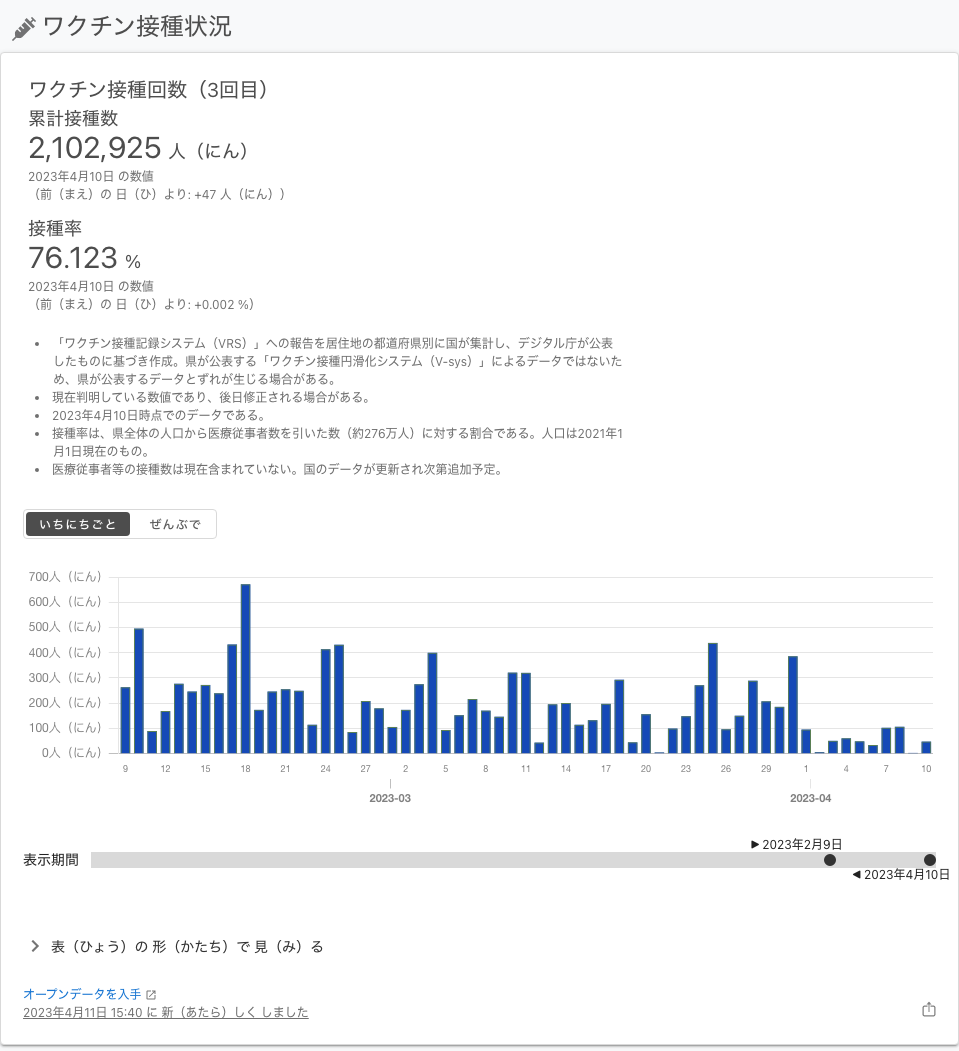 ワクチン接種状況
ワクチン接種回数（3回目）
累計接種数
2,102,925 人（にん）
2023年4月10日 の数値
（前（まえ）の 日（ひ）より: +47 人（にん））
接種率
76.123 %
2023年4月10日 の数値
（前（まえ）の 日（ひ）より: +0.002 %）
• 「ワクチン接種記録システム（VRS）」への報告を居住地の都道府県別に国が集計し、デジタル庁が公表
したものに基づき作成。県が公表する「ワクチン接種円滑化システム（V-sys）」によるデータではないた
め、県が公表するデータとずれが生じる場合がある。
• 現在判明している数値であり、後日修正される場合がある。
• 2023年4月10日時点でのデータである。
• 接種率は、県全体の人口から医療従事者数を引いた数（約276万人）に対する割合である。人口は2021年1
月1日現在のもの。
• 医療従事者等の接種数は現在含まれていない。国のデータが更新され次第追加予定。
いちにちごと ぜんぶで
700人（にん）
600人（にん）
500人（にん）
400人（にん）
300人（にん）
200人（にん）
100人（にん）
0人（にん）
9 12 15 18 21 24 27 2 5 8 11 14 17 20 23 26 29 1 4 7 10
2023-03 2023-04
▶ 2023年2月9日
表示期間
◀ 2023年4月10日
表（ひょう）の 形（かたち）で 見（み）る
オープンデータを入手
2023年4月11日 15:40 に 新（あたら）しく しました